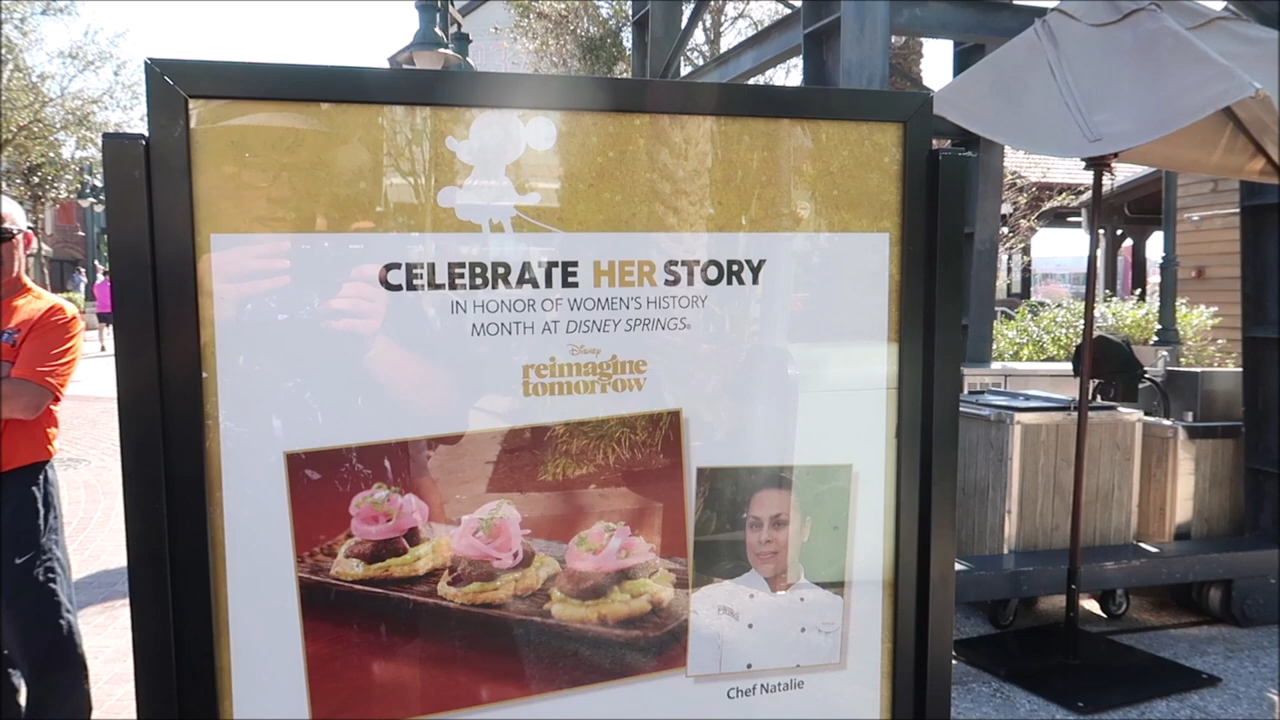 CELEBRATE HER STORY
IN HONOR OF WOMEN'S HISTORY
MONTH AT DISNEY SPRINGS®
Disney
reimagine
tomorrow
Chef Natalie